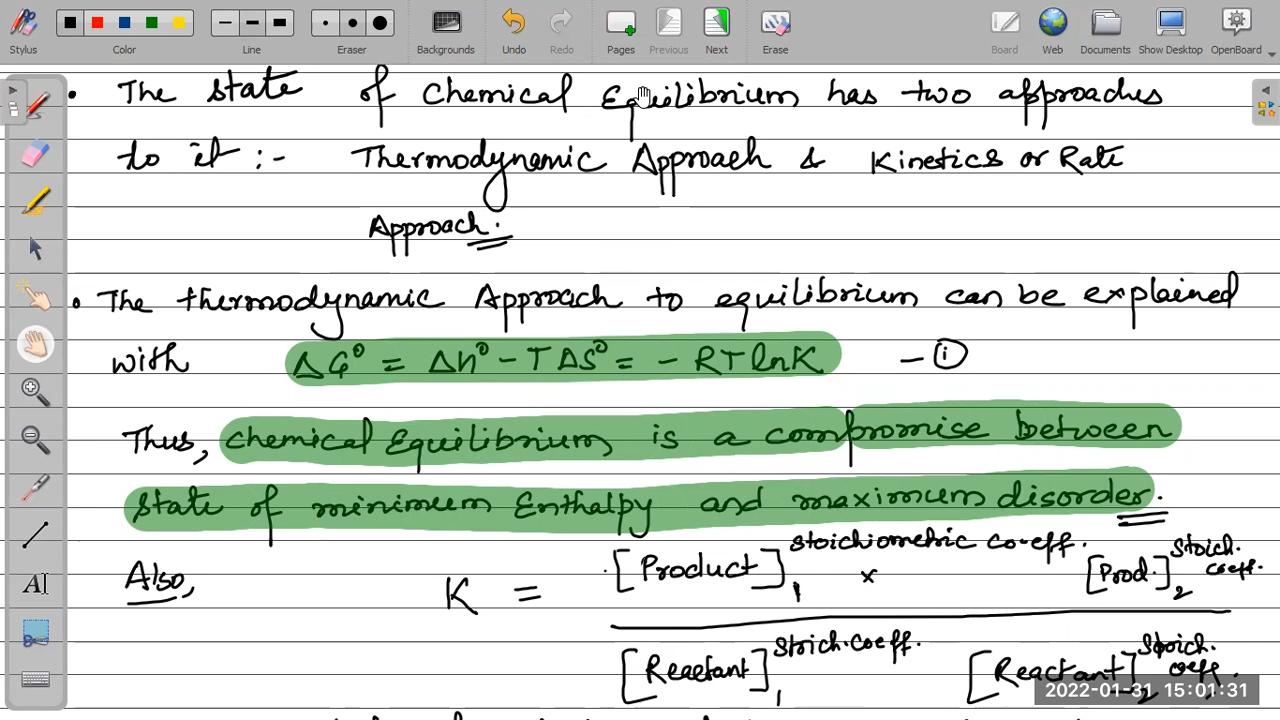 Stylus
Color
Line
Eraser
Backgrounds
Undo
Redo
Pages
Previous
Next
Erase
Board
Web
Documents
Show Desktop
OpenBoard
• The state of Chemical Equilibrium has two approaches
to it :- Thermodynamic Approach & Kinetics or Rate
Approach.
• The thermodynamic Approach to equilibrium can be explained
with ΔG° = ΔH° - TΔS° = - RT lnK — ①
Thus, chemical Equilibrium is a compromise between
state of minimum Enthalpy and maximum disorder.
Also, K = [Product]₁ stoichiometric co-eff. × [Prod.]₂ Stoich. coeff.
[Reactant]₁ Stoich. coeff. [Reactant]₂ Stoich. coeff.
2022-01-31 15:01:31